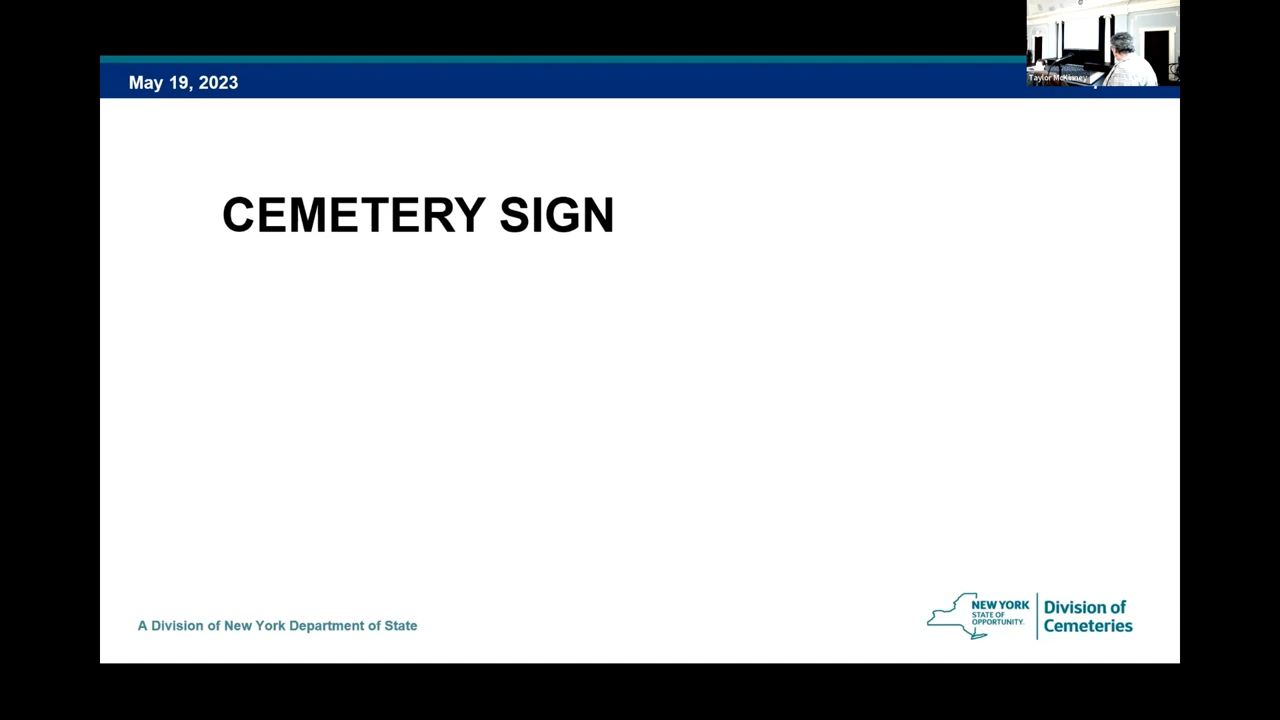 May 19, 2023
Taylor McKinney
CEMETERY SIGN
A Division of New York Department of State
NEW YORK
STATE OF
OPPORTUNITY.
Division of
Cemeteries